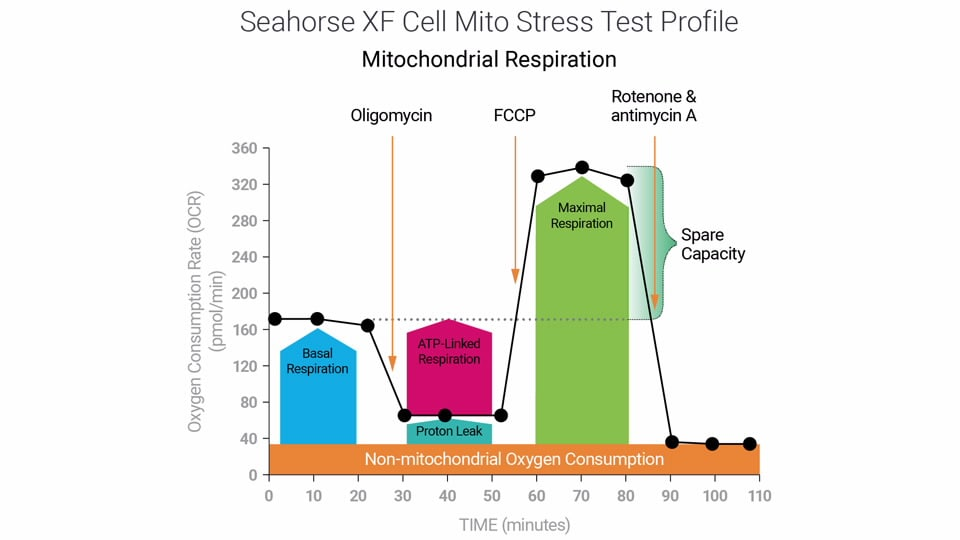 Seahorse XF Cell Mito Stress Test Profile
Mitochondrial Respiration
Oligomycin
FCCP
Rotenone &
antimycin A
Oxygen Consumption Rate (OCR)
(pmol/min)
360
320
280
240
200
160
120
80
40
0
Basal
Respiration
ATP-Linked
Respiration
Proton Leak
Maximal
Respiration
Spare
Capacity
Non-mitochondrial Oxygen Consumption
0 10 20 30 40 50 60 70 80 90 100 110
TIME (minutes)